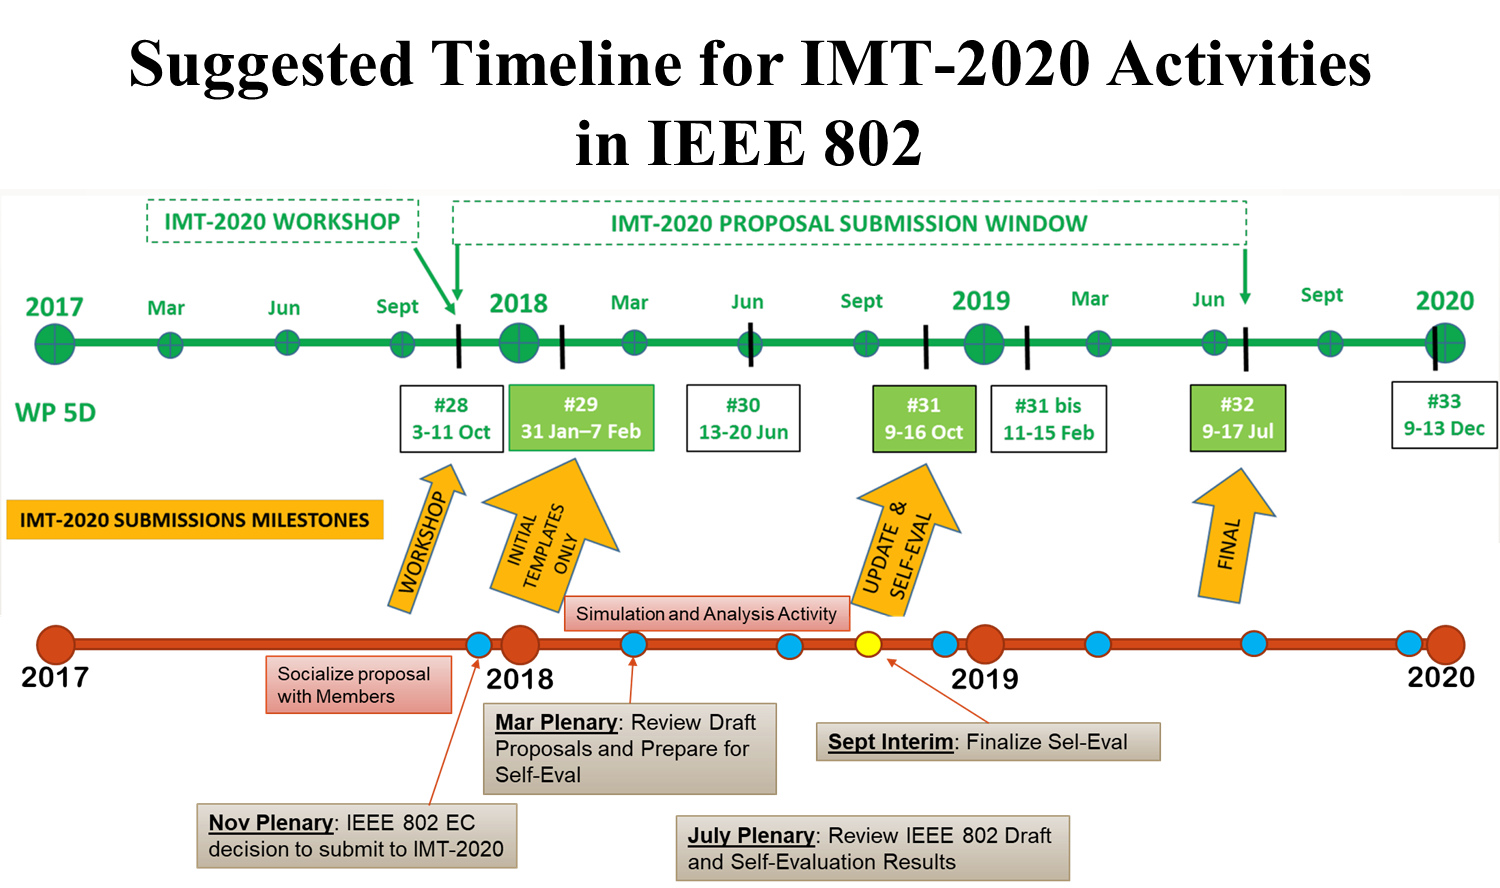 Suggested Timeline for IMT-2020 Activities
in IEEE 802
IMT-2020 WORKSHOP
IMT-2020 PROPOSAL SUBMISSION WINDOW
2017
Mar
Jun
Sept
2018
Mar
Jun
Sept
2019
Mar
Jun
Sept
2020
WP 5D
#28
3-11 Oct
#29
31 Jan–7 Feb
#30
13-20 Jun
#31
9-16 Oct
#31 bis
11-15 Feb
#32
9-17 Jul
#33
9-13 Dec
IMT-2020 SUBMISSIONS MILESTONES
WORKSHOP
INITIAL
TEMPLATES
ONLY
UPDATE &
SELF-EVAL
FINAL
Simulation and Analysis Activity
2017
2018
2019
2020
Socialize proposal
with Members
Mar Plenary: Review Draft
Proposals and Prepare for
Self-Eval
Sept Interim: Finalize Sel-Eval
Nov Plenary: IEEE 802 EC
decision to submit to IMT-2020
July Plenary: Review IEEE 802 Draft
and Self-Evaluation Results